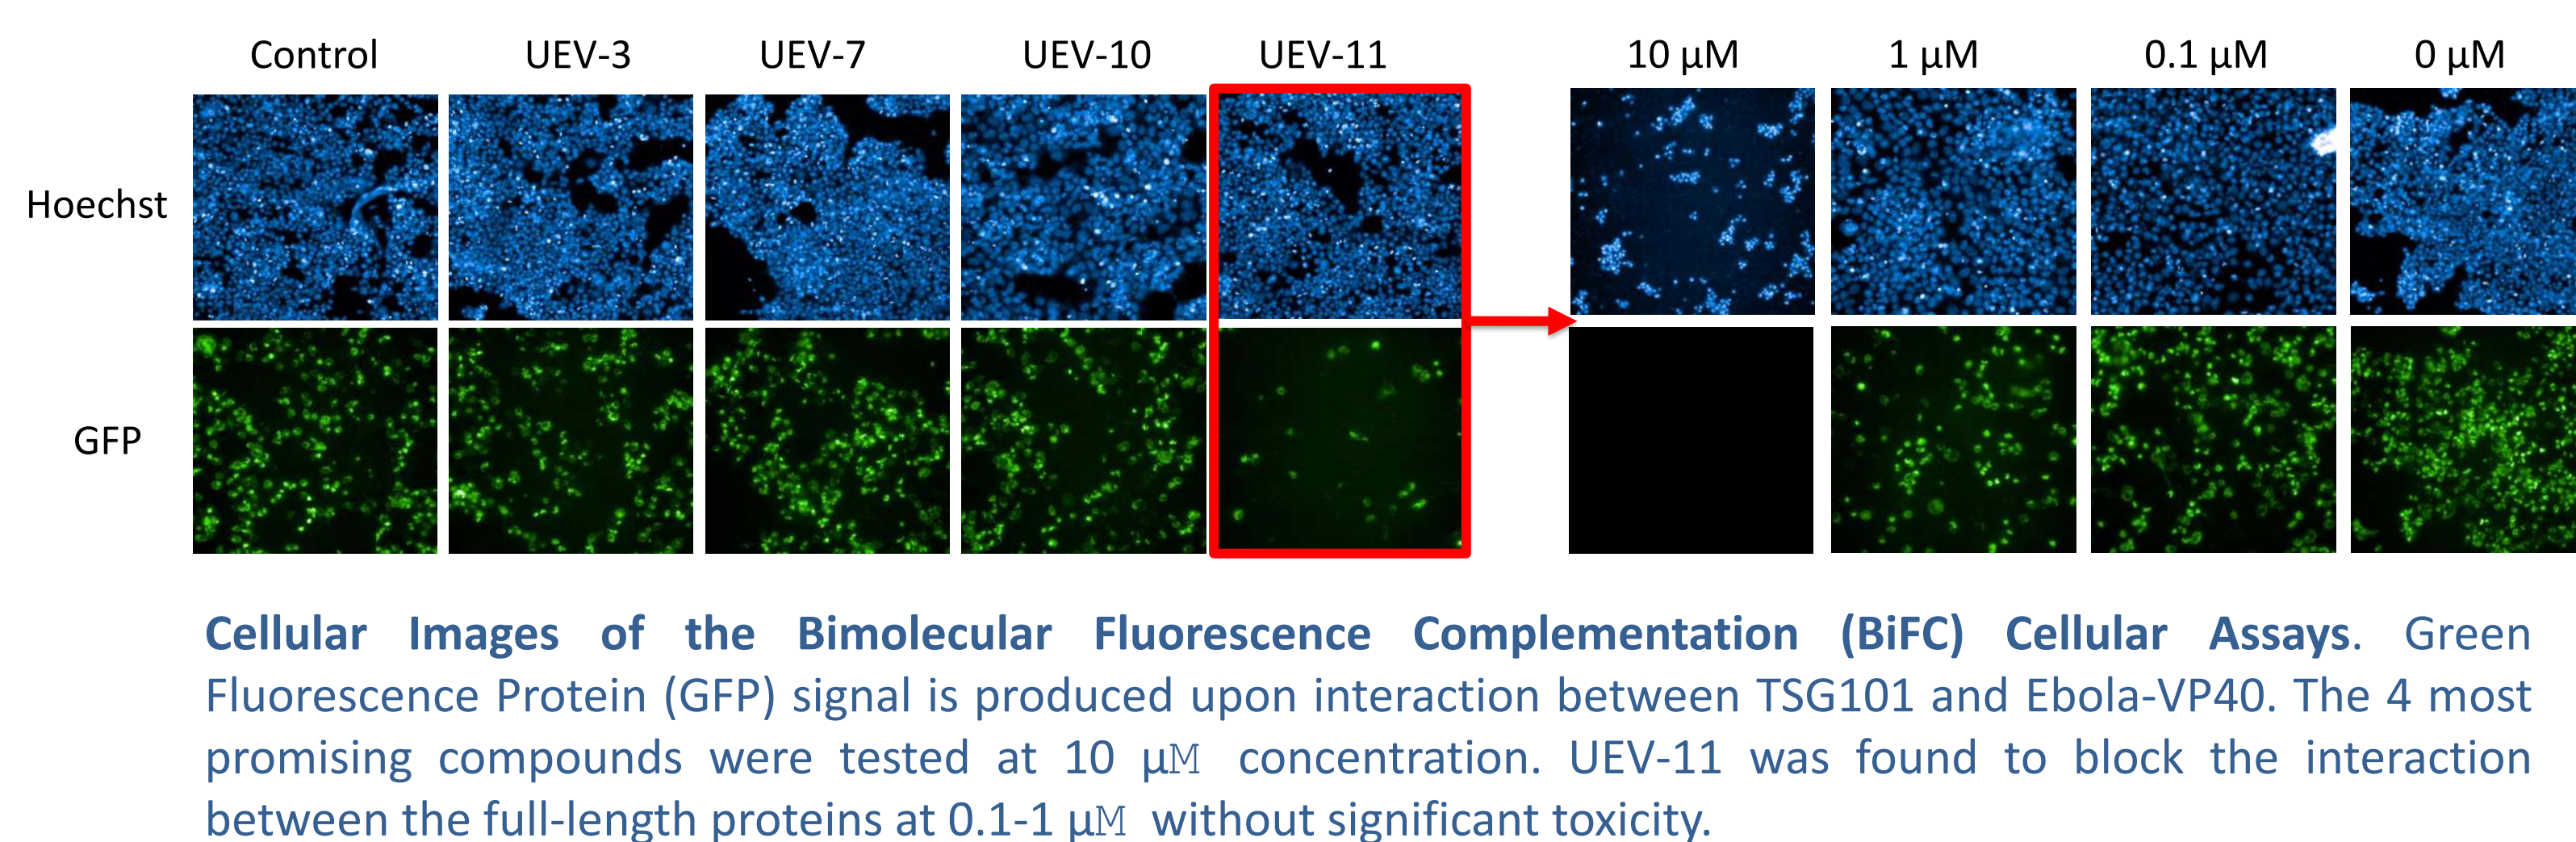 Control UEV-3 UEV-7 UEV-10 UEV-11 10 µM 1 µM 0.1 µM 0 µM
Hoechst
GFP
Cellular Images of the Bimolecular Fluorescence Complementation (BiFC) Cellular Assays. Green
Fluorescence Protein (GFP) signal is produced upon interaction between TSG101 and Ebola-VP40. The 4 most
promising compounds were tested at 10 µM concentration. UEV-11 was found to block the interaction
between the full-length proteins at 0.1-1 µM without significant toxicity.